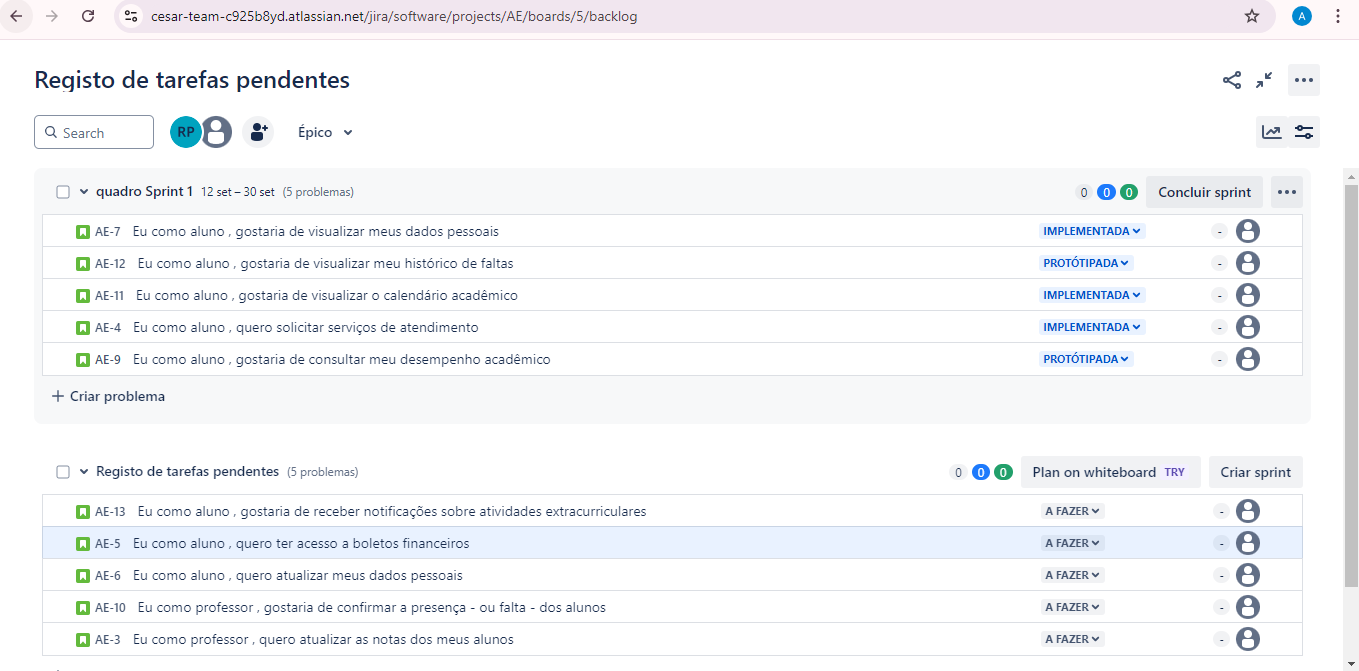 cesar-team-c925b8yd.atlassian.net/jira/software/projects/AE/boards/5/backlog
A
Registo de tarefas pendentes
Search
RP
Épico
quadro Sprint 1 12 set – 30 set (5 problemas) 0 0 0 Concluir sprint
AE-7 Eu como aluno , gostaria de visualizar meus dados pessoais IMPLEMENTADA -
AE-12 Eu como aluno , gostaria de visualizar meu histórico de faltas PROTÓTIPADA -
AE-11 Eu como aluno , gostaria de visualizar o calendário acadêmico IMPLEMENTADA -
AE-4 Eu como aluno , quero solicitar serviços de atendimento IMPLEMENTADA -
AE-9 Eu como aluno , gostaria de consultar meu desempenho acadêmico PROTÓTIPADA -
+ Criar problema
Registo de tarefas pendentes (5 problemas) 0 0 0 Plan on whiteboard TRY Criar sprint
AE-13 Eu como aluno , gostaria de receber notificações sobre atividades extracurriculares A FAZER -
AE-5 Eu como aluno , quero ter acesso a boletos financeiros A FAZER -
AE-6 Eu como aluno , quero atualizar meus dados pessoais A FAZER -
AE-10 Eu como professor , gostaria de confirmar a presença - ou falta - dos alunos A FAZER -
AE-3 Eu como professor , quero atualizar as notas dos meus alunos A FAZER -